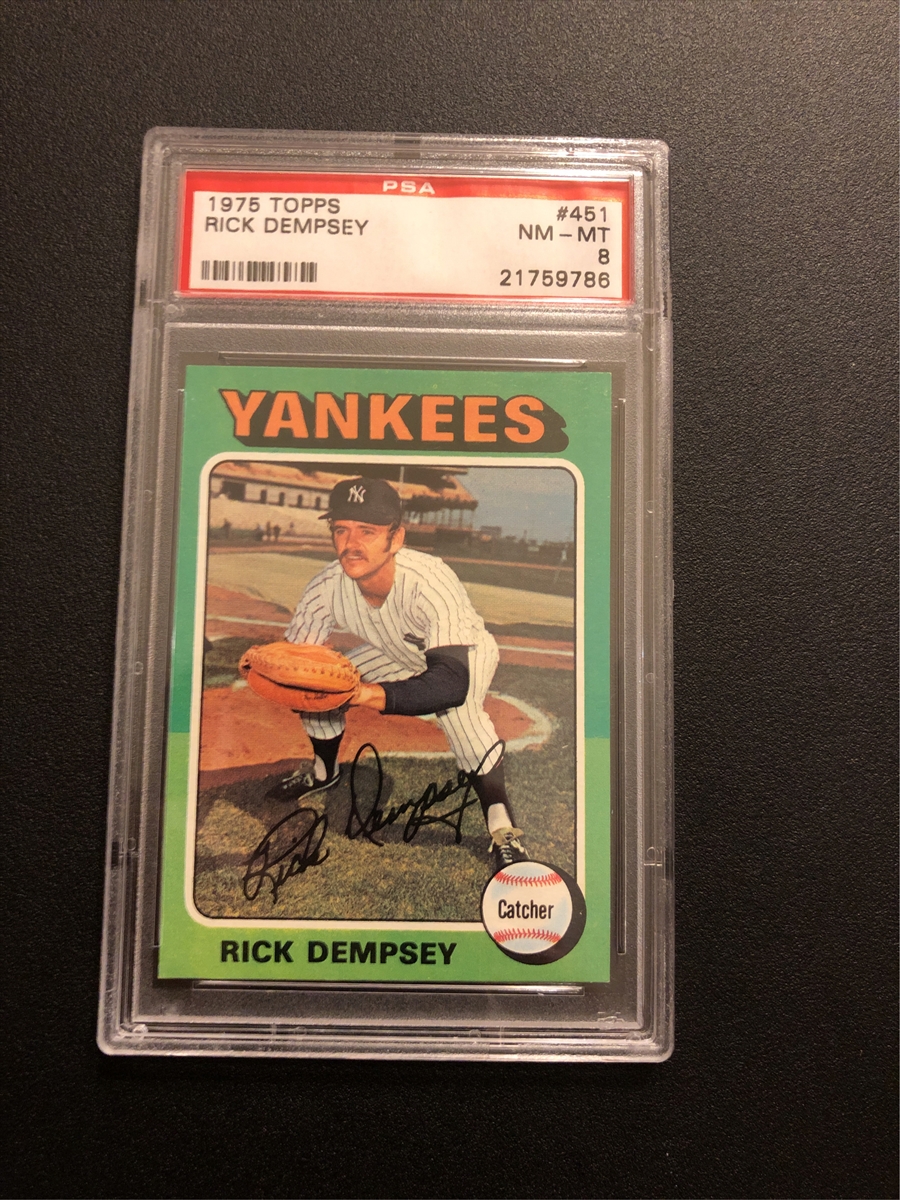 PSA
1975 TOPPS #451
RICK DEMPSEY NM-MT
8
21759786
YANKEES
NY
Rick Dempsey
Catcher
RICK DEMPSEY